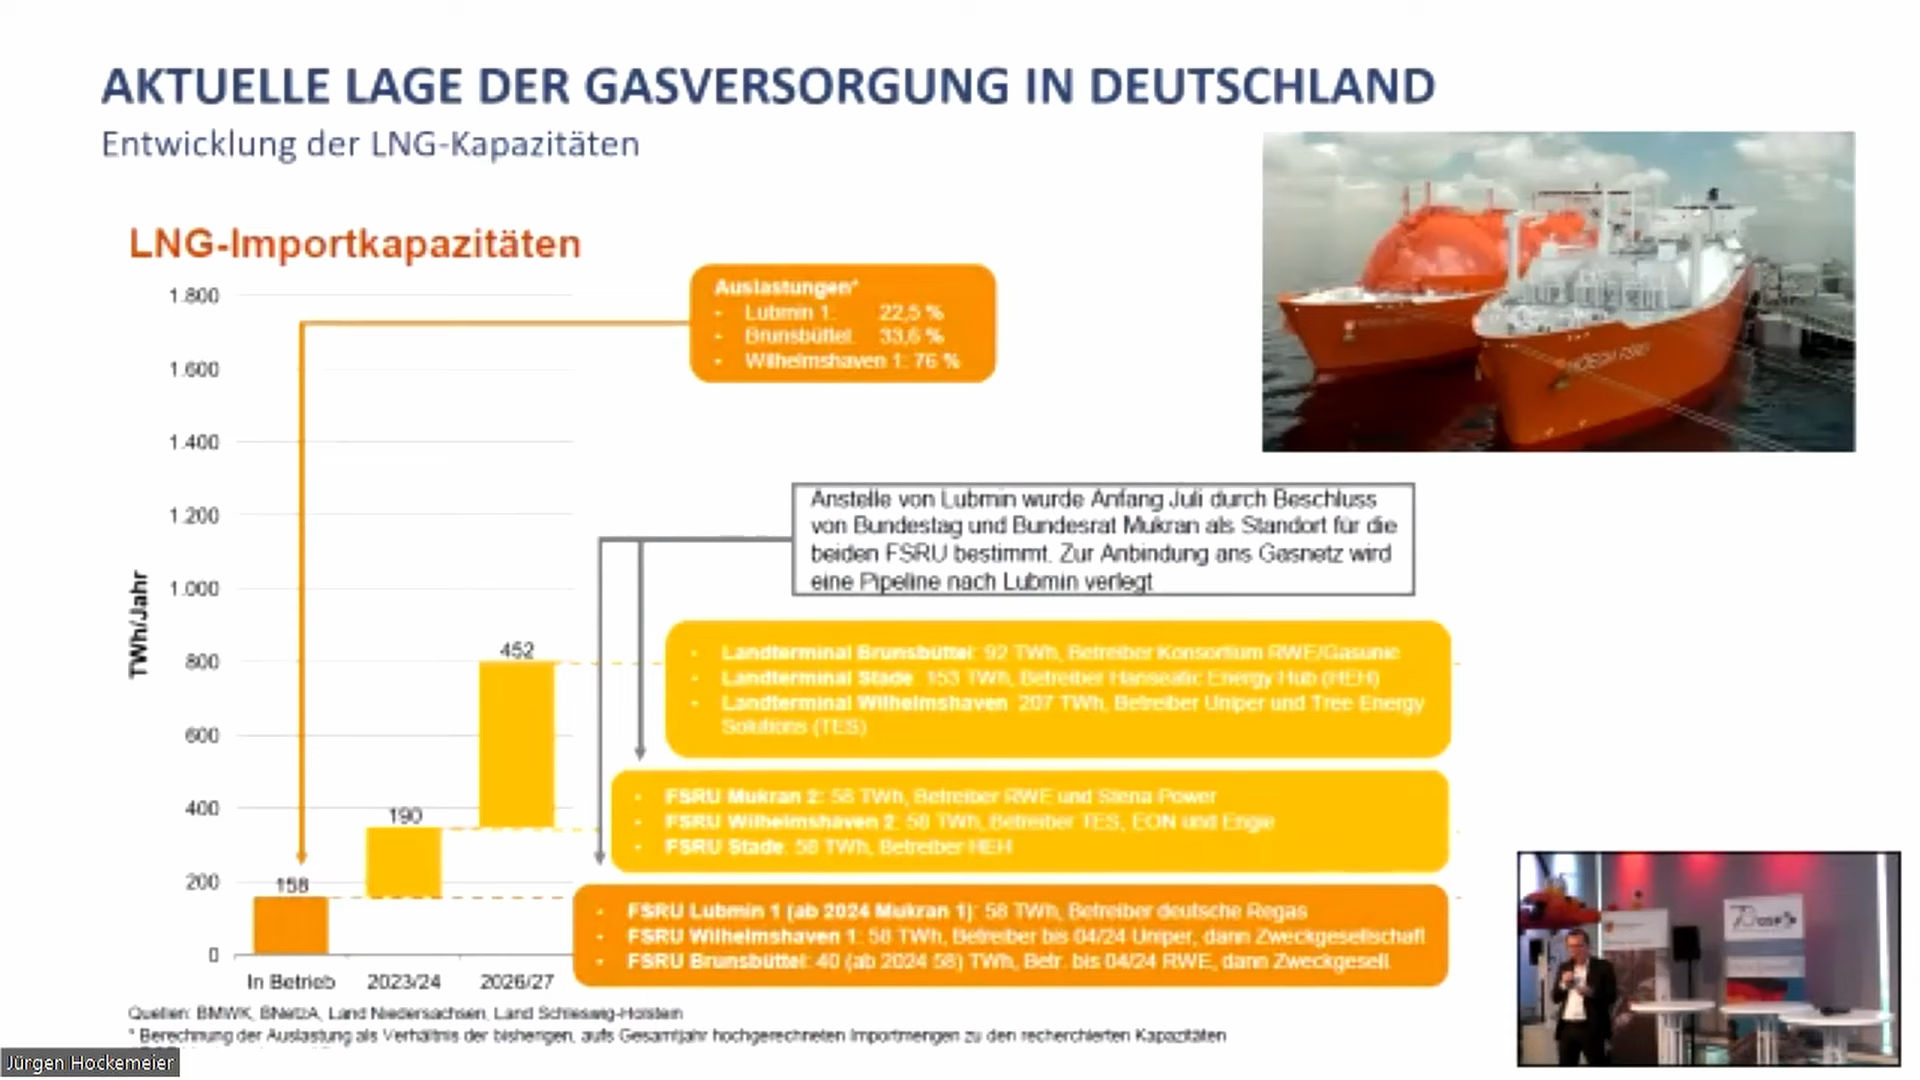 AKTUELLE LAGE DER GASVERSORGUNG IN DEUTSCHLAND
Entwicklung der LNG-Kapazitäten
LNG-Importkapazitäten
Auslastungen*
• Lubmin 1: 22,5 %
• Brunsbüttel: 33,6 %
• Wilhelmshaven 1: 76 %
1.800
1.600
1.400
1.200
1.000
800
600
400
200
0
TWh/Jahr
Anstelle von Lubmin wurde Anfang Juli durch Beschluss
von Bundestag und Bundesrat Mukran als Standort für die
beiden FSRU bestimmt. Zur Anbindung ans Gasnetz wird
eine Pipeline nach Lubmin verlegt
452
190
158
• Landterminal Brunsbüttel: 92 TWh, Betreiber Konsortium RWE/Gasunie
• Landterminal Stade: 153 TWh, Betreiber Hanseatic Energy Hub (HEH)
• Landterminal Wilhelmshaven: 207 TWh, Betreiber Uniper und Tree Energy
Solutions (TES)
• FSRU Mukran 2: 58 TWh, Betreiber RWE und Stena Power
• FSRU Wilhelmshaven 2: 58 TWh, Betreiber TES, EON und Engie
• FSRU Stade: 58 TWh, Betreiber HEH
• FSRU Lubmin 1 (ab 2024 Mukran 1): 58 TWh, Betreiber deutsche Regas
• FSRU Wilhelmshaven 1: 58 TWh, Betreiber bis 04/24 Uniper, dann Zweckgesellschaft
• FSRU Brunsbüttel: 40 (ab 2024 58) TWh, Betr. bis 04/24 RWE, dann Zweckgesell.
In Betrieb
2023/24
2026/27
Quellen: BMWK, BNetzA, Land Niedersachsen, Land Schleswig-Holstein
* Berechnung der Auslastung als Verhältnis der bisherigen, aufs Gesamtjahr hochgerechneten Importmengen zu den recherchierten Kapazitäten
Jürgen Hockemeier